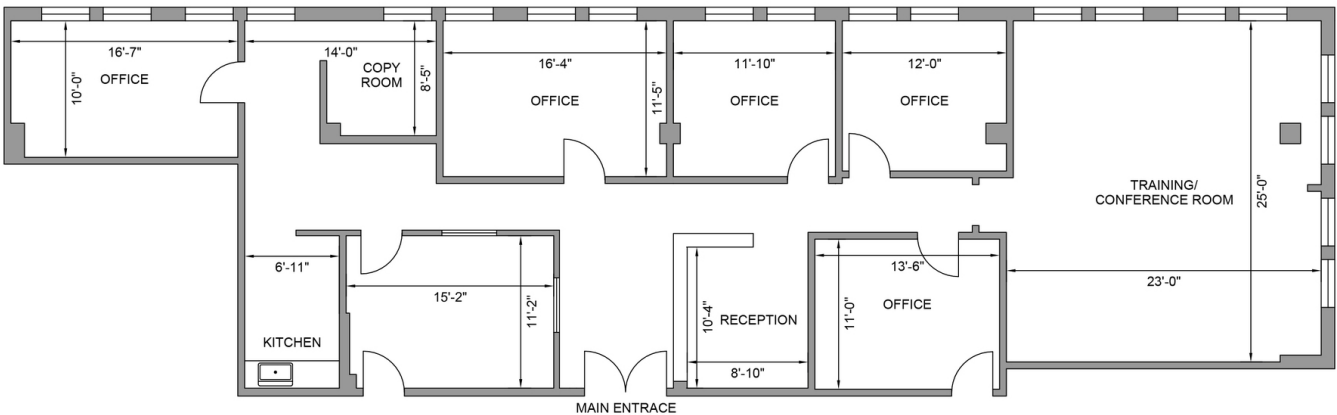 16'-7"
OFFICE
10'-0"
14'-0"
COPY
ROOM
8'-5"
16'-4"
OFFICE
11'-5"
11'-10"
OFFICE
12'-0"
OFFICE
TRAINING/
CONFERENCE ROOM
25'-0"
23'-0"
6'-11"
KITCHEN
15'-2"
11'-2"
10'-4"
RECEPTION
8'-10"
13'-6"
OFFICE
11'-0"
MAIN ENTRACE